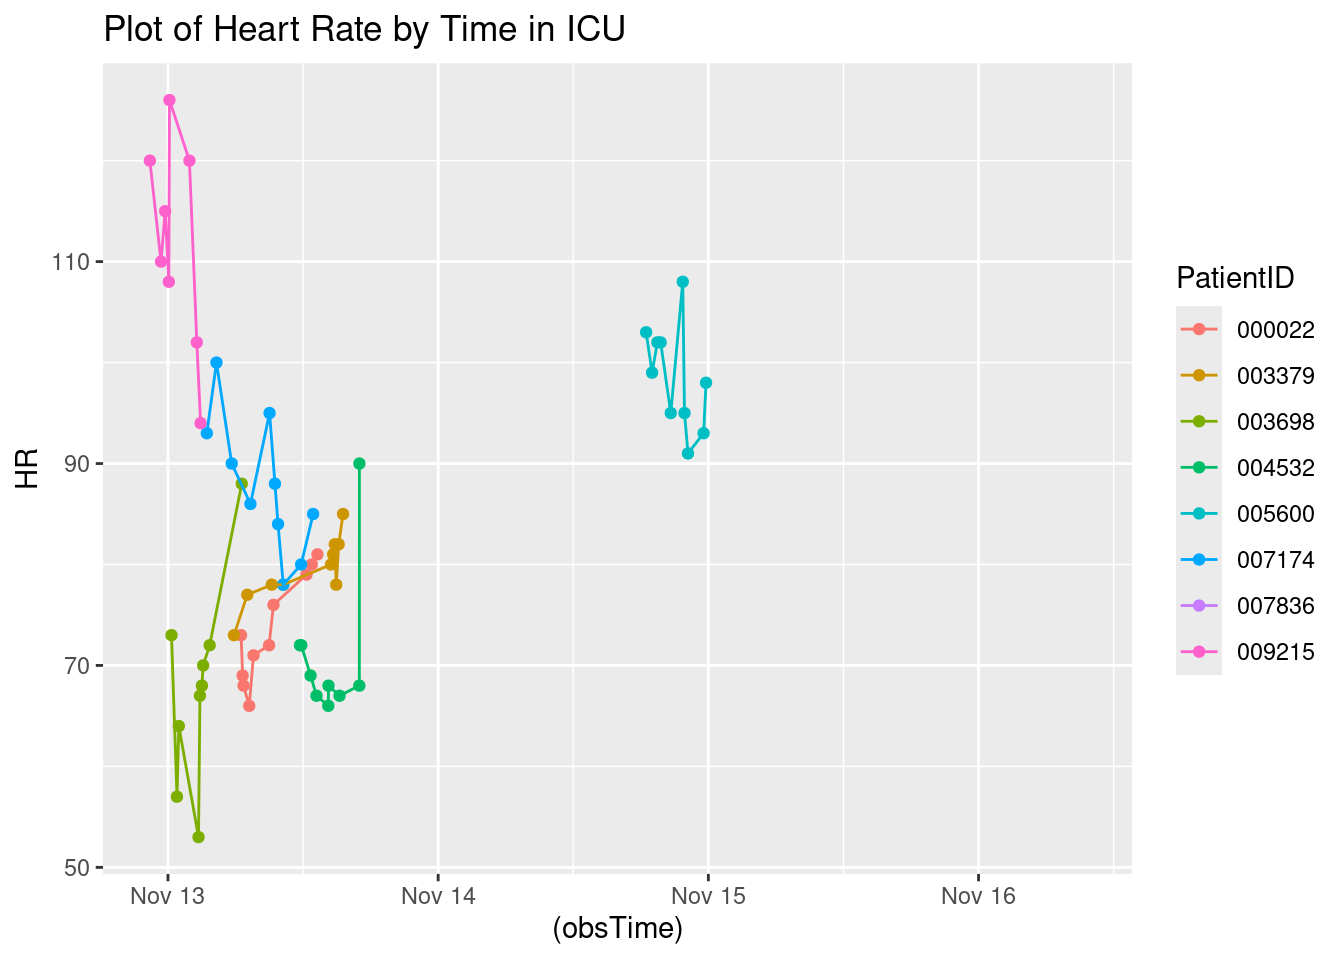 Plot of Heart Rate by Time in ICU
110
90
70
50
HR
Nov 13
Nov 14
Nov 15
Nov 16
(obsTime)
PatientID
000022
003379
003698
004532
005600
007174
007836
009215